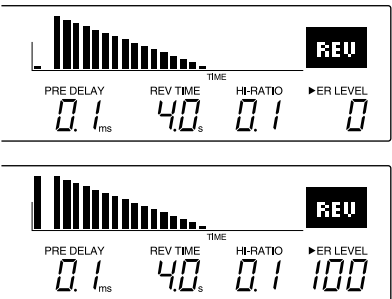 REV
TIME
PRE DELAY REV TIME HI-RATIO ▶ER LEVEL
0.1ms 4.0s 0.1 0
REV
TIME
PRE DELAY REV TIME HI-RATIO ▶ER LEVEL
0.1ms 4.0s 0.1 100